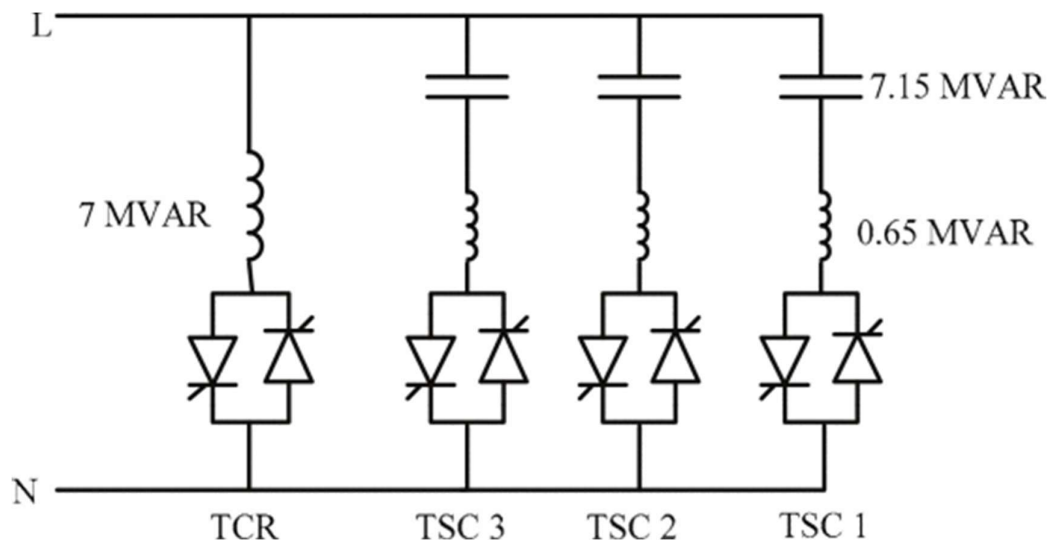 L
7.15 MVAR
7 MVAR
0.65 MVAR
N
TCR
TSC 3
TSC 2
TSC 1